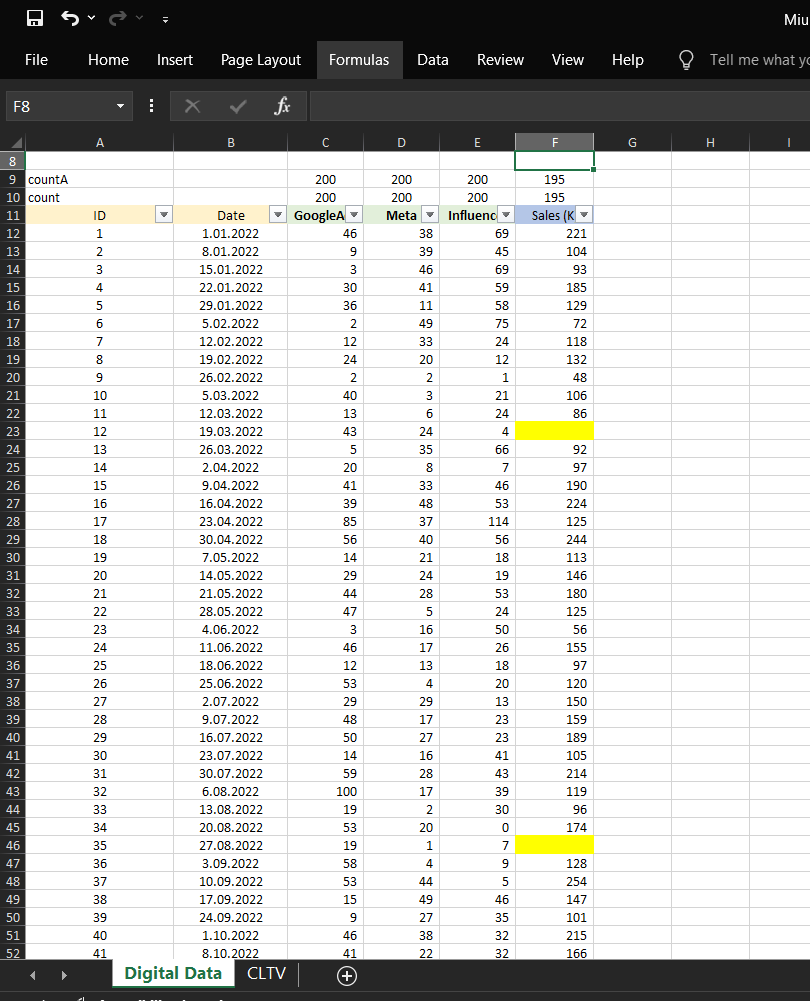 Miu
File Home Insert Page Layout Formulas Data Review View Help Tell me what yo
F8 fx
A B C D E F G H I
8
9 countA 200 200 200 195
10 count 200 200 200 195
11 ID Date GoogleA Meta Influenc Sales (K
12 1 1.01.2022 46 38 69 221
13 2 8.01.2022 9 39 45 104
14 3 15.01.2022 3 46 69 93
15 4 22.01.2022 30 41 59 185
16 5 29.01.2022 36 11 58 129
17 6 5.02.2022 2 49 75 72
18 7 12.02.2022 12 33 24 118
19 8 19.02.2022 24 20 12 132
20 9 26.02.2022 2 2 1 48
21 10 5.03.2022 40 3 21 106
22 11 12.03.2022 13 6 24 86
23 12 19.03.2022 43 24 4
24 13 26.03.2022 5 35 66 92
25 14 2.04.2022 20 8 7 97
26 15 9.04.2022 41 33 46 190
27 16 16.04.2022 39 48 53 224
28 17 23.04.2022 85 37 114 125
29 18 30.04.2022 56 40 56 244
30 19 7.05.2022 14 21 18 113
31 20 14.05.2022 29 24 19 146
32 21 21.05.2022 44 28 53 180
33 22 28.05.2022 47 5 24 125
34 23 4.06.2022 3 16 50 56
35 24 11.06.2022 46 17 26 155
36 25 18.06.2022 12 13 18 97
37 26 25.06.2022 53 4 20 120
38 27 2.07.2022 29 29 13 150
39 28 9.07.2022 48 17 23 159
40 29 16.07.2022 50 27 23 189
41 30 23.07.2022 14 16 41 105
42 31 30.07.2022 59 28 43 214
43 32 6.08.2022 100 17 39 119
44 33 13.08.2022 19 2 30 96
45 34 20.08.2022 53 20 0 174
46 35 27.08.2022 19 1 7
47 36 3.09.2022 58 4 9 128
48 37 10.09.2022 53 44 5 254
49 38 17.09.2022 15 49 46 147
50 39 24.09.2022 9 27 35 101
51 40 1.10.2022 46 38 32 215
52 41 8.10.2022 41 22 32 166
Digital Data CLTV